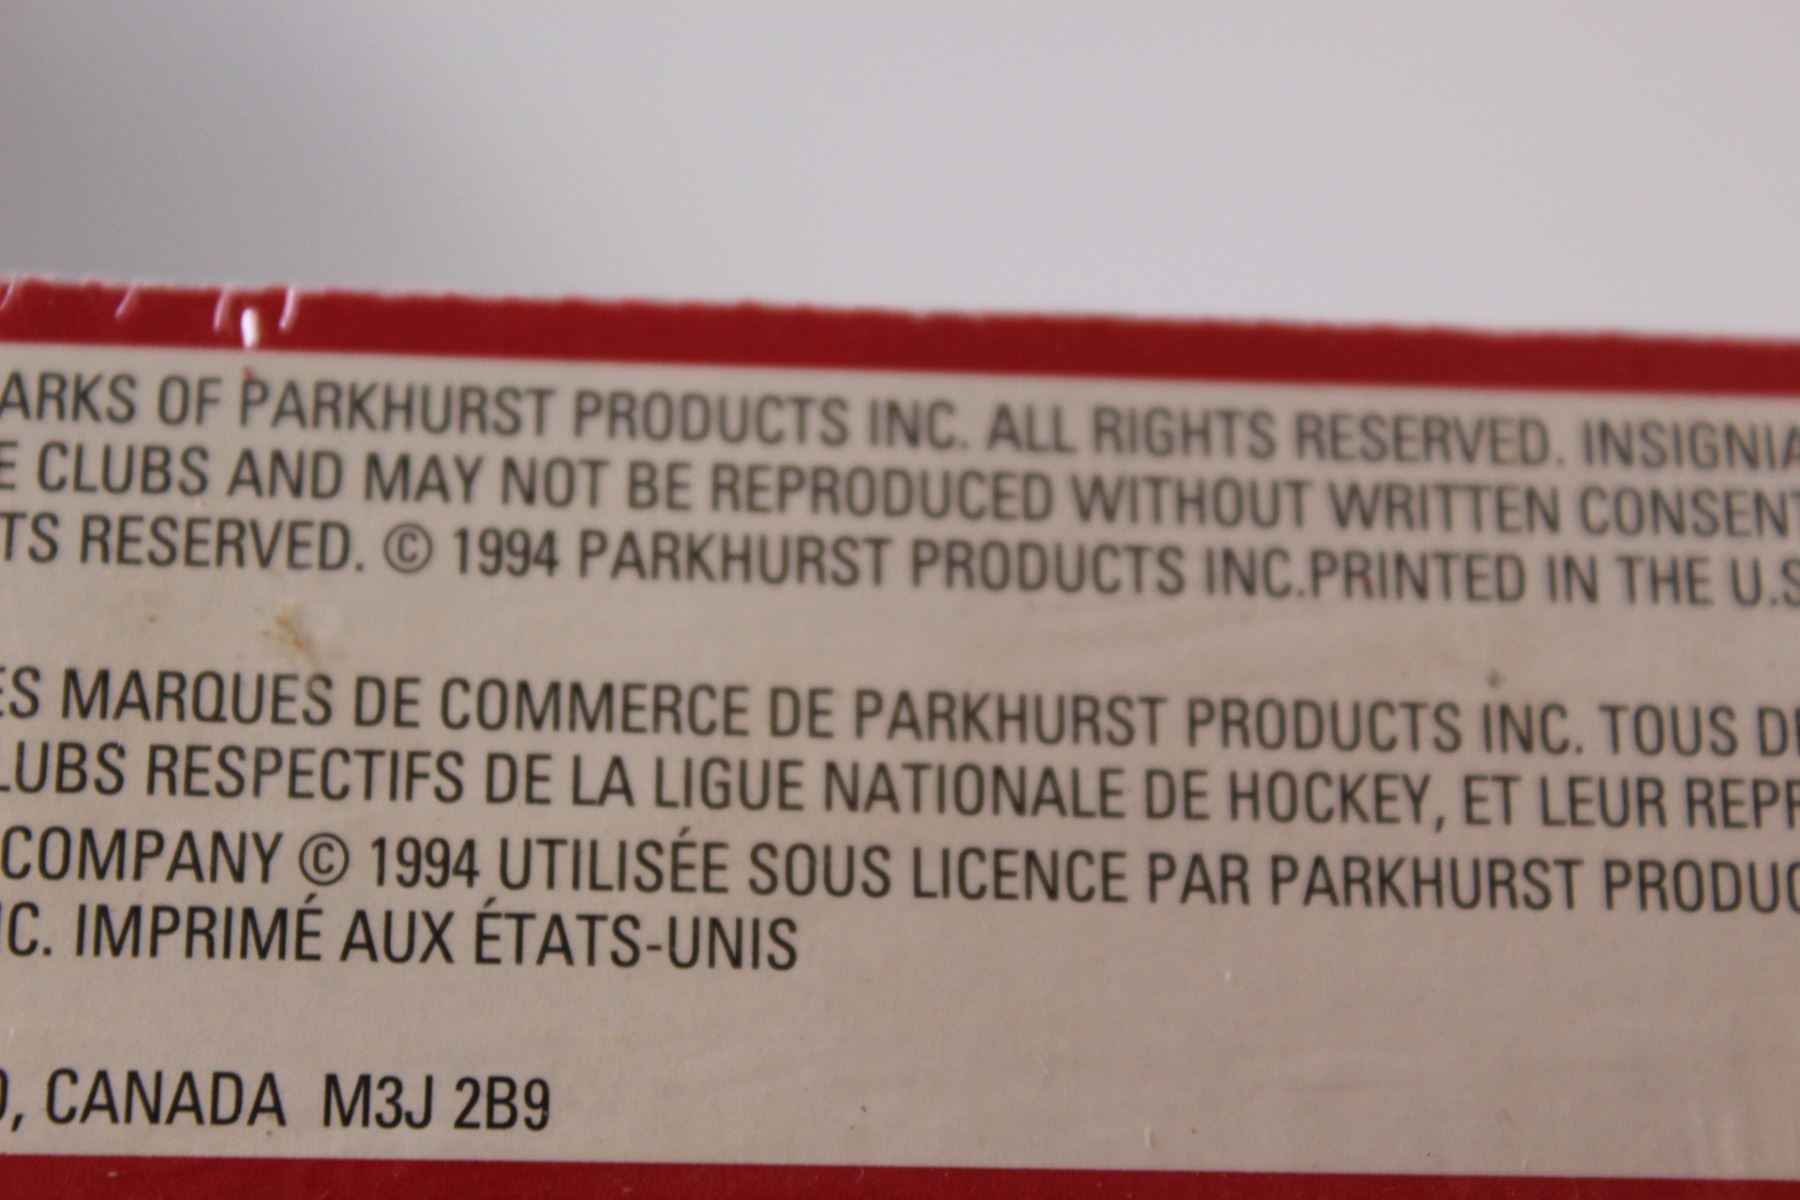 ARKS OF PARKHURST PRODUCTS INC. ALL RIGHTS RESERVED. INSIGNIA
E CLUBS AND MAY NOT BE REPRODUCED WITHOUT WRITTEN CONSENT
TS RESERVED. © 1994 PARKHURST PRODUCTS INC.PRINTED IN THE U.S
ES MARQUES DE COMMERCE DE PARKHURST PRODUCTS INC. TOUS DR
LUBS RESPECTIFS DE LA LIGUE NATIONALE DE HOCKEY, ET LEUR REPR
COMPANY © 1994 UTILISÉE SOUS LICENCE PAR PARKHURST PRODUC
C. IMPRIMÉ AUX ÉTATS-UNIS
, CANADA M3J 2B9